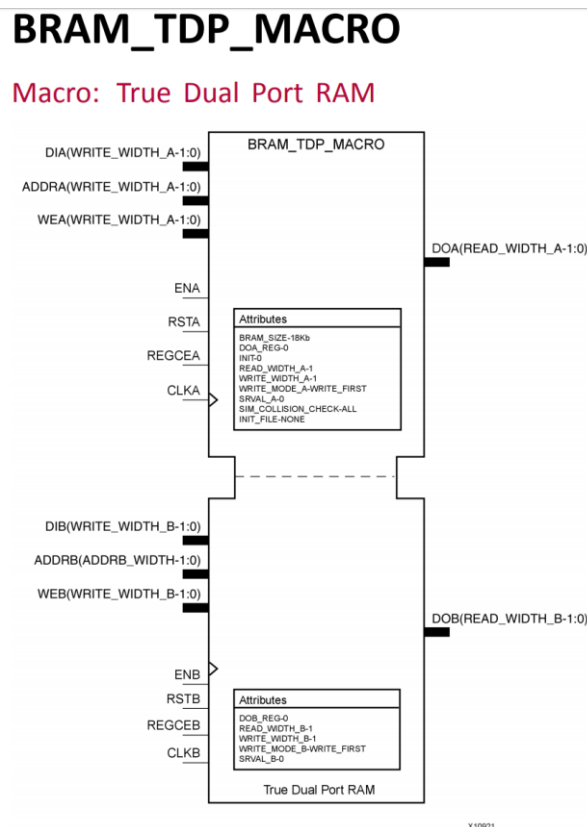 BRAM_TDP_MACRO
Macro: True Dual Port RAM
BRAM_TDP_MACRO
DIA(WRITE_WIDTH_A-1:0)
ADDRA(WRITE_WIDTH_A-1:0)
WEA(WRITE_WIDTH_A-1:0)
DOA(READ_WIDTH_A-1:0)
ENA
RSTA
REGCEA
CLKA
Attributes
BRAM_SIZE-18Kb
DOA_REG-0
INIT-0
READ_WIDTH_A-1
WRITE_WIDTH_A-1
WRITE_MODE_A-WRITE_FIRST
SRVAL_A-0
SIM_COLLISION_CHECK-ALL
INIT_FILE-NONE
DIB(WRITE_WIDTH_B-1:0)
ADDRB(ADDRB_WIDTH-1:0)
WEB(WRITE_WIDTH_B-1:0)
DOB(READ_WIDTH_B-1:0)
ENB
RSTB
REGCEB
CLKB
Attributes
DOB_REG-0
READ_WIDTH_B-1
WRITE_WIDTH_B-1
WRITE_MODE_B-WRITE_FIRST
SRVAL_B-0
True Dual Port RAM